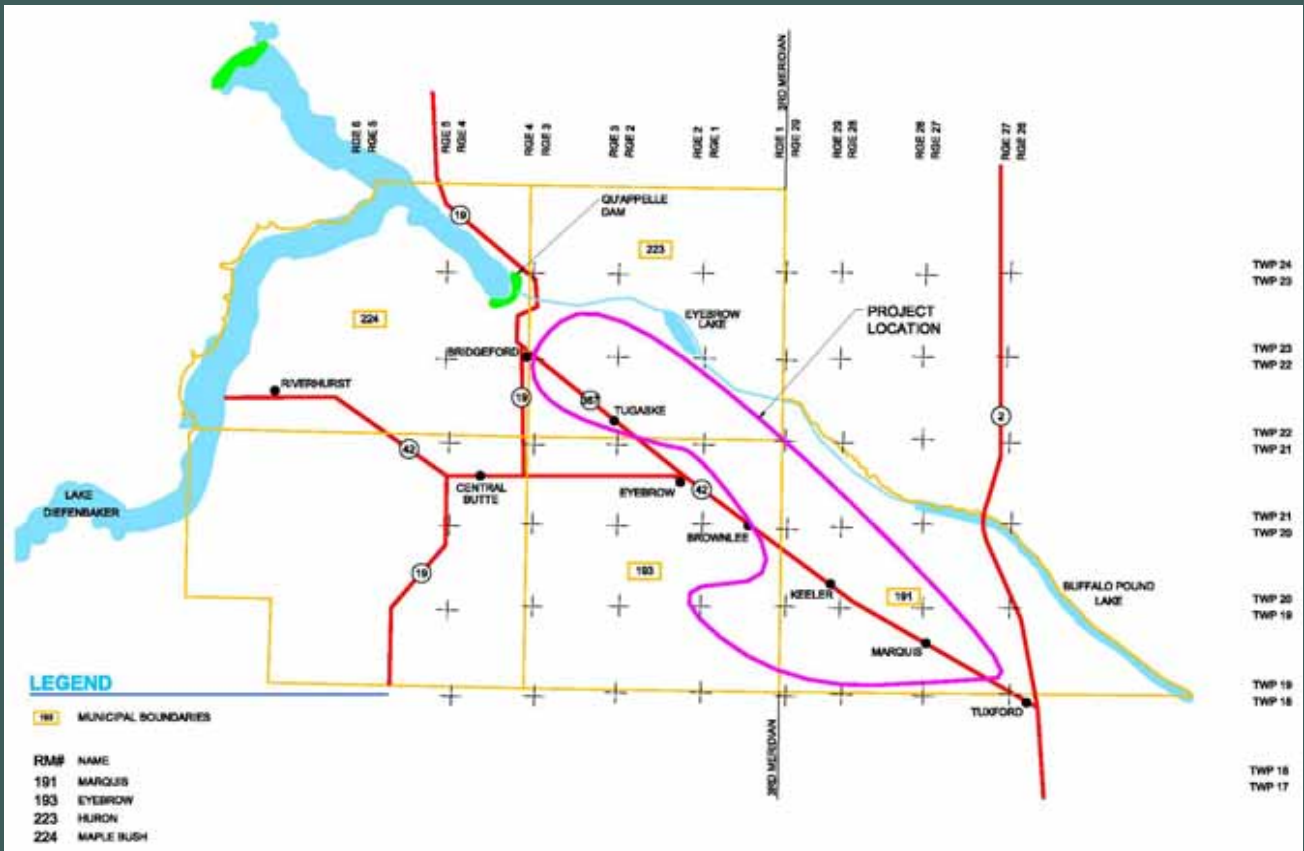 3RD MERIDIAN
RGE 6
RGE 5
RGE 5
RGE 4
RGE 4
RGE 3
RGE 3
RGE 2
RGE 2
RGE 1
RGE 1
RGE 29
RGE 29
RGE 28
RGE 28
RGE 27
RGE 27
RGE 26
QU'APPELLE
DAM
19
223
TWP 24
TWP 23
EYEBROW
LAKE
PROJECT
LOCATION
224
BRIDGEFORD
TWP 23
TWP 22
RIVERHURST
19
367
TUGASKE
2
TWP 22
TWP 21
42
CENTRAL
BUTTE
EYEBROW
42
LAKE
DIEFENBAKER
TWP 21
TWP 20
BROWNLEE
19
193
KEELER
191
BUFFALO POUND
LAKE
TWP 20
TWP 19
MARQUIS
TWP 19
TWP 18
TUXFORD
3RD MERIDIAN
TWP 18
TWP 17
LEGEND
MUNICIPAL BOUNDARIES
RM# NAME
191 MARQUIS
193 EYEBROW
223 HURON
224 MAPLE BUSH